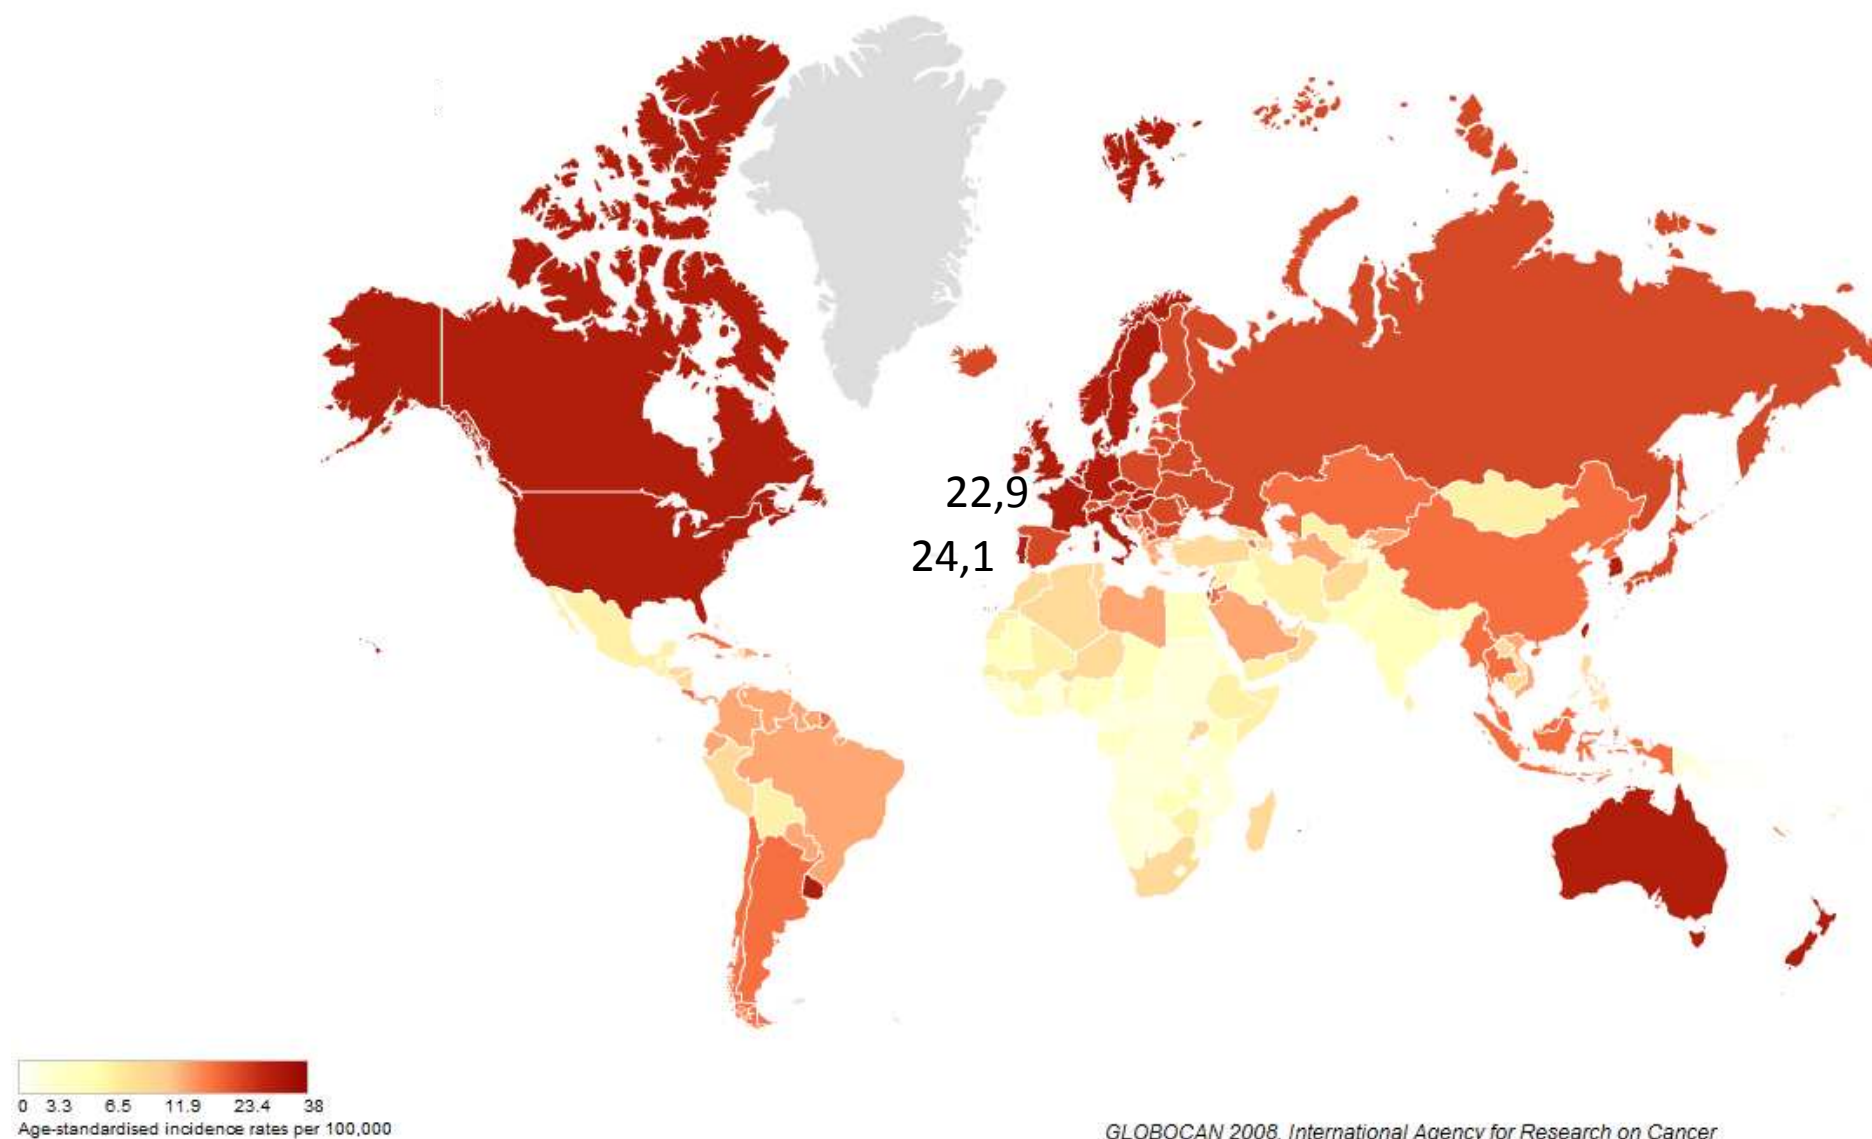 22,9
24,1
0 3.3 6.5 11.9 23.4 38
Age-standardised incidence rates per 100,000
GLOBOCAN 2008, International Agency for Research on Cancer